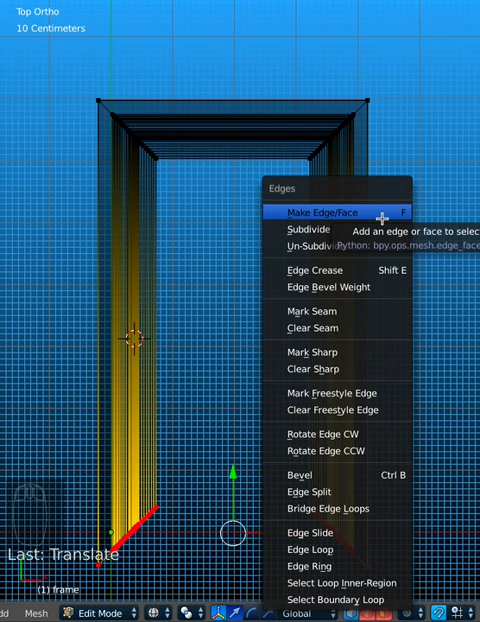 Top Ortho
10 Centimeters
Edges
Make Edge/Face F
Add an edge or face to selec
Subdivide
Python: bpy.ops.mesh.edge_face
Un-Subdivi
Edge Crease Shift E
Edge Bevel Weight
Mark Seam
Clear Seam
Mark Sharp
Clear Sharp
Mark Freestyle Edge
Clear Freestyle Edge
Rotate Edge CW
Rotate Edge CCW
Bevel Ctrl B
Edge Split
Bridge Edge Loops
Edge Slide
Edge Loop
Edge Ring
Select Loop Inner-Region
Select Boundary Loop
Last: Translate
(1) frame
dd Mesh Edit Mode Global